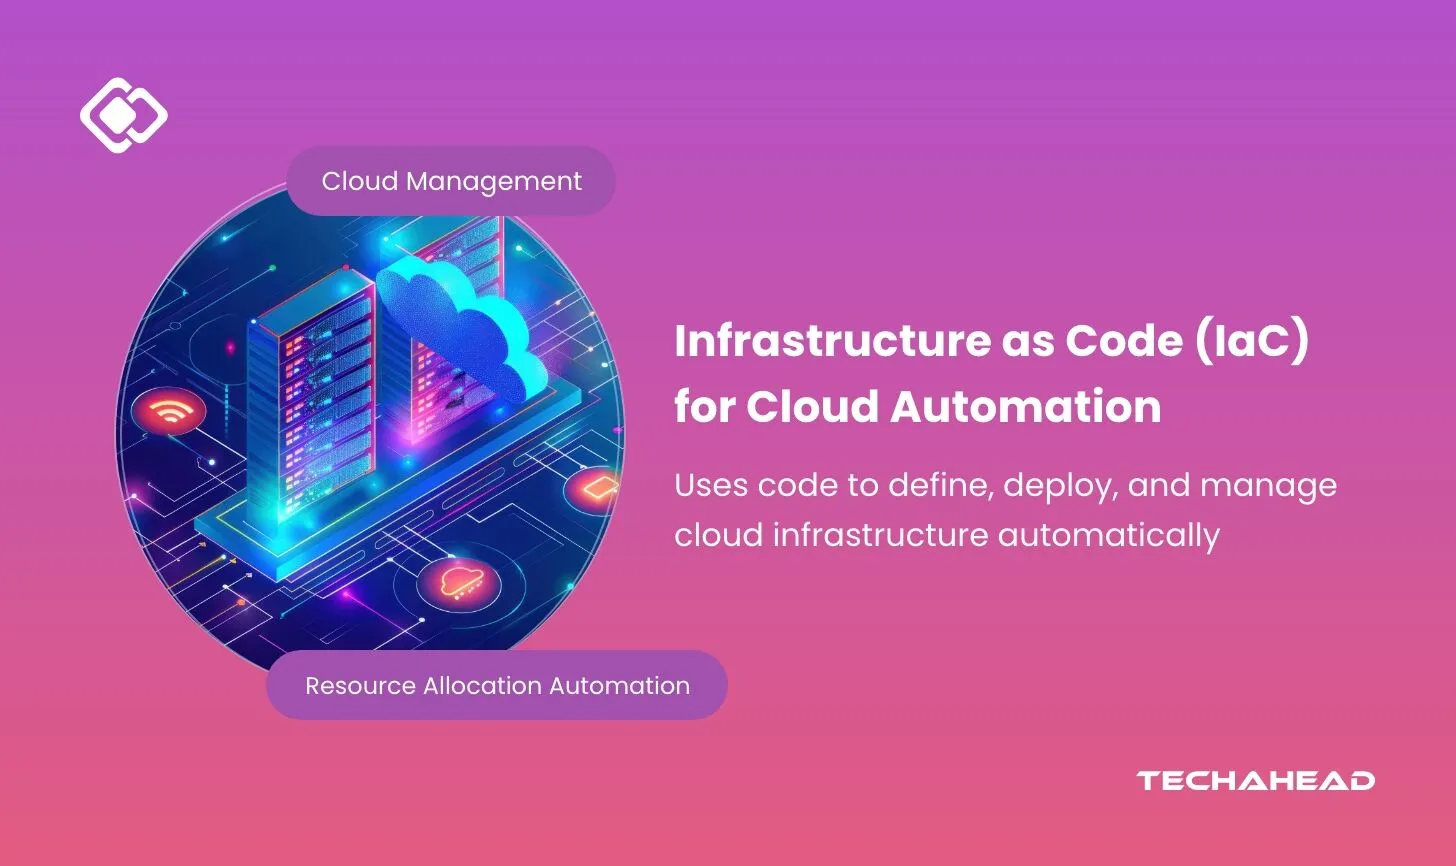 Cloud Management
Infrastructure as Code (IaC)
for Cloud Automation
Uses code to define, deploy, and manage
cloud infrastructure automatically
Resource Allocation Automation
TECHAHEAD